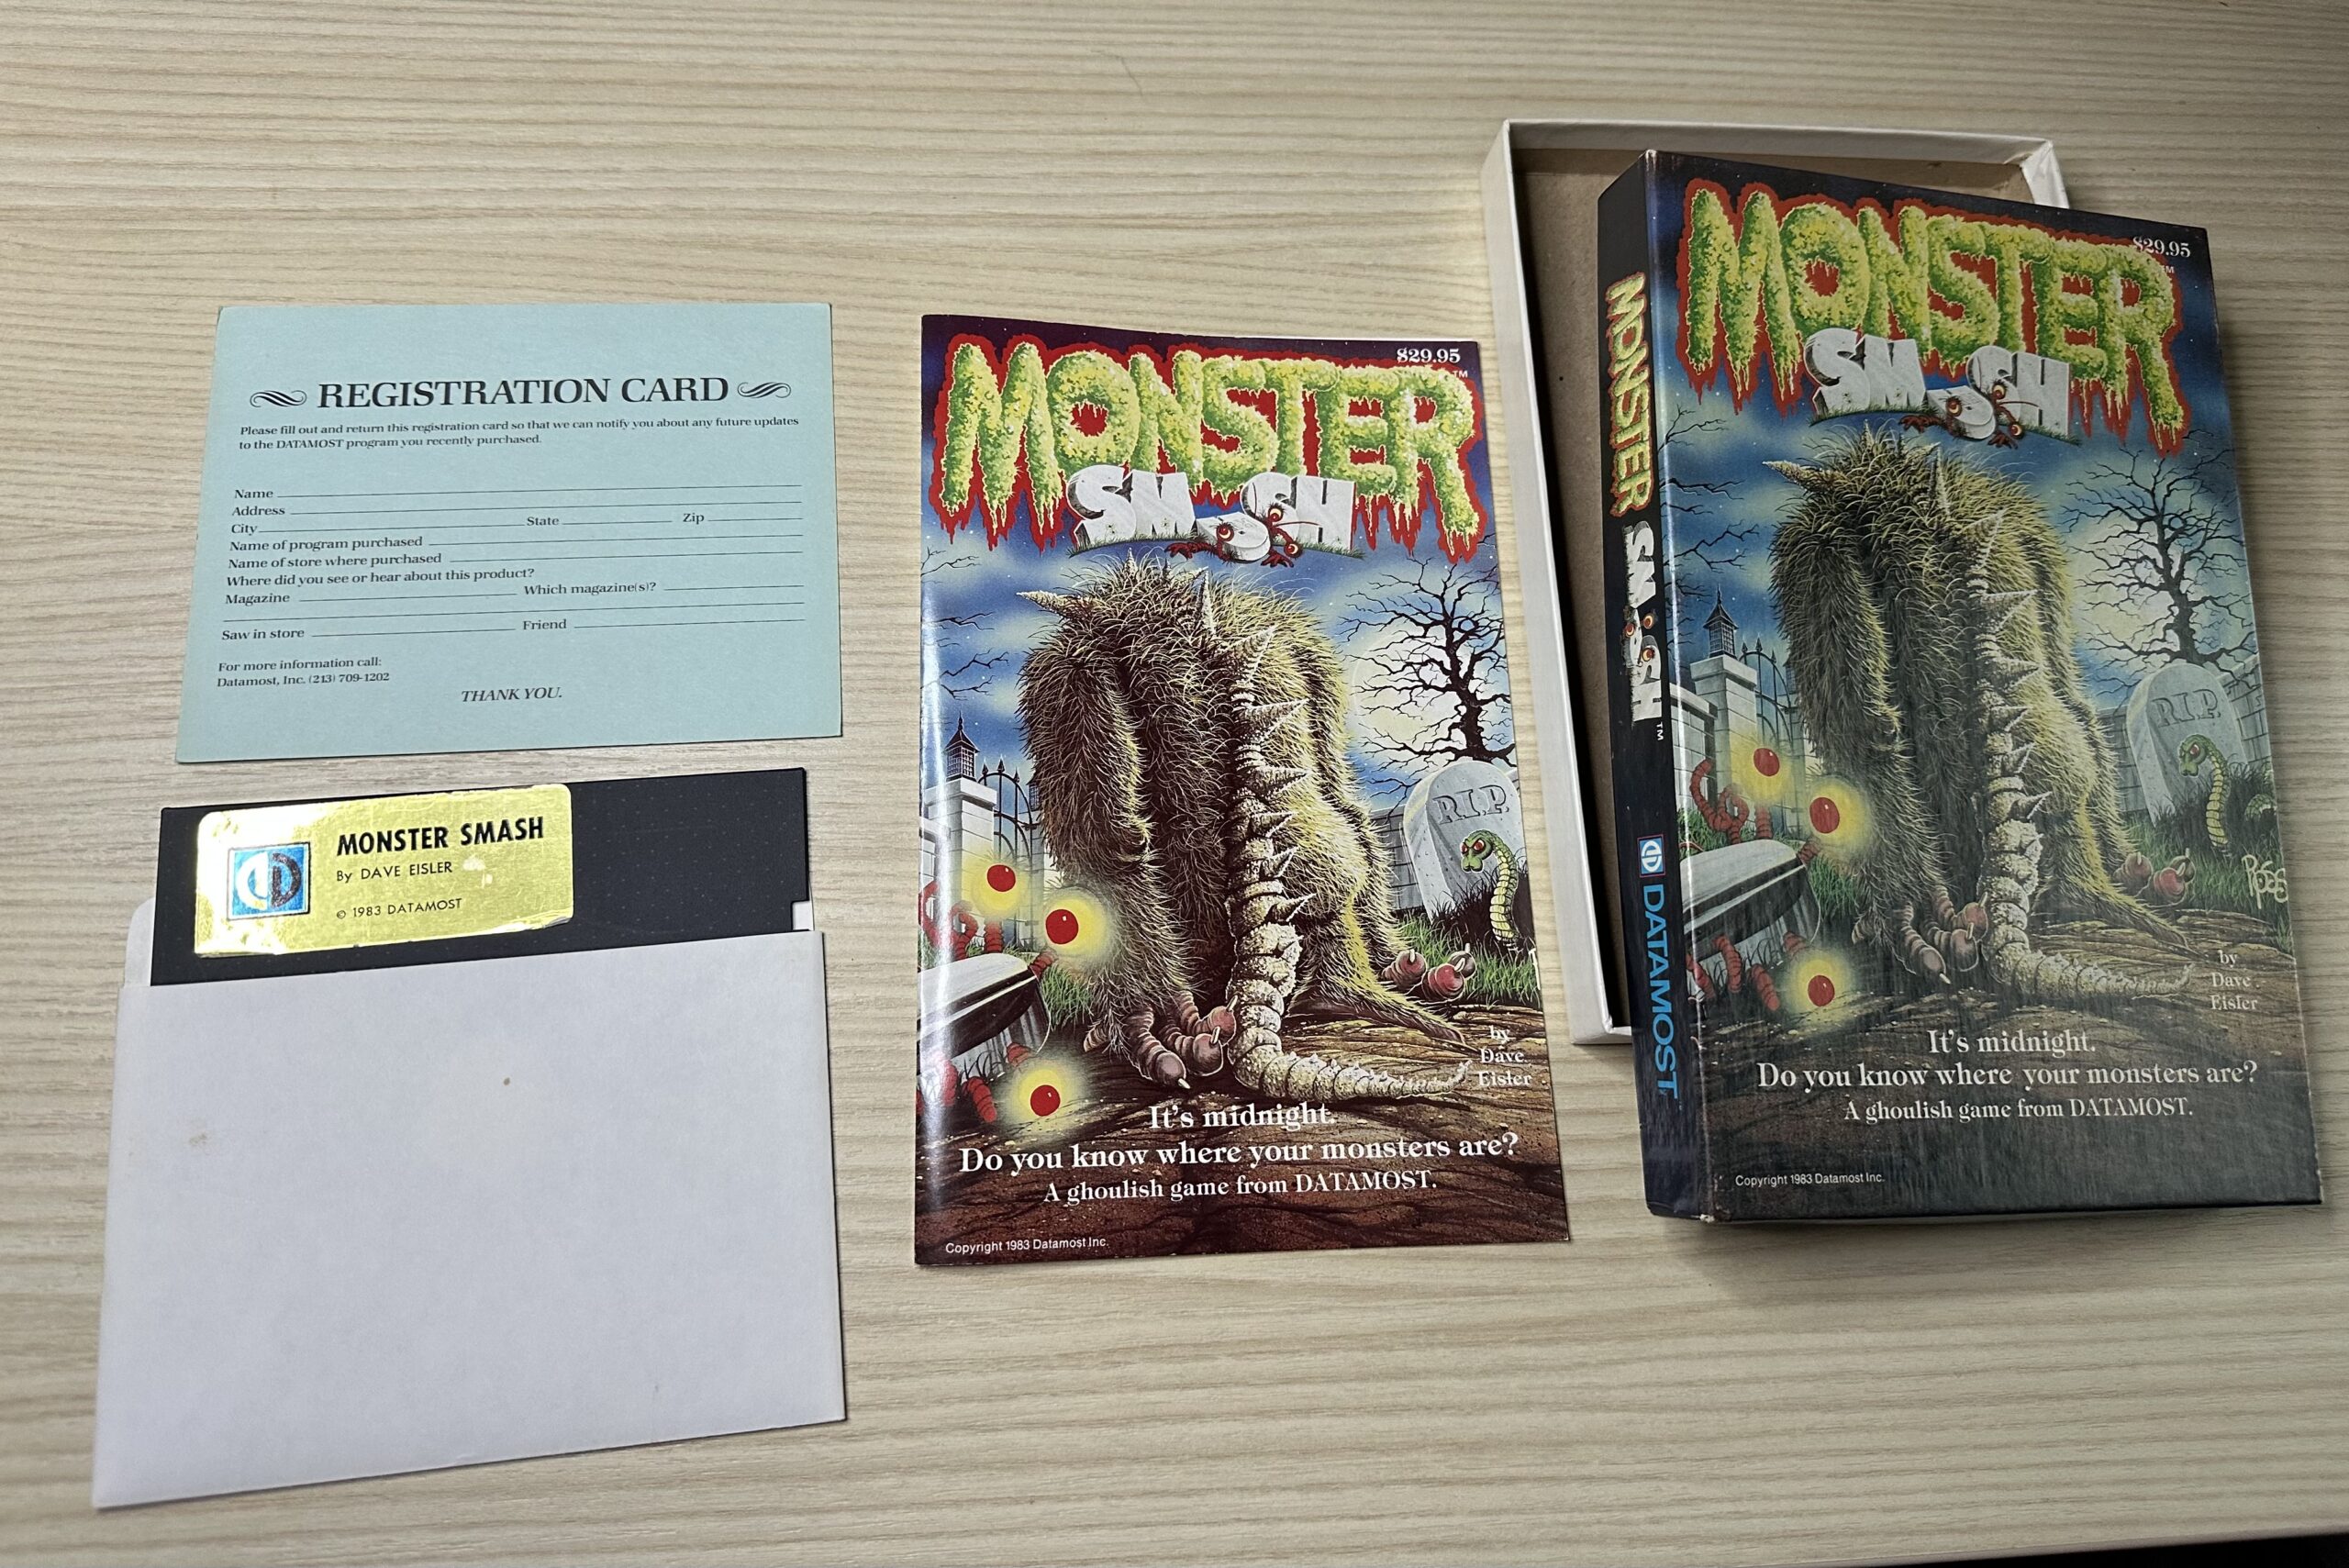 REGISTRATION CARD
Please fill out and return this registration card so that we can notify you about any future updates
to the DATAMOST program you recently purchased.
Name
Address
City State Zip
Name of program purchased
Name of store where purchased
Where did you see or hear about this product?
Magazine Which magazine(s)?
Saw in store Friend
For more information call:
Datamost, Inc. (213) 709-1202
THANK YOU.
MONSTER SMASH
By DAVE EISLER
© 1983 DATAMOST
$29.95
MONSTER TM
SMASH
R.I.P.
by
Dave
Eisler
It's midnight.
Do you know where your monsters are?
A ghoulish game from DATAMOST.
Copyright 1983 Datamost Inc.
MONSTER SMASH TM
DATAMOST
$29.95
MONSTER TM
SMASH
R.I.P.
by
Dave
Eisler
It's midnight.
Do you know where your monsters are?
A ghoulish game from DATAMOST.
Copyright 1983 Datamost Inc.